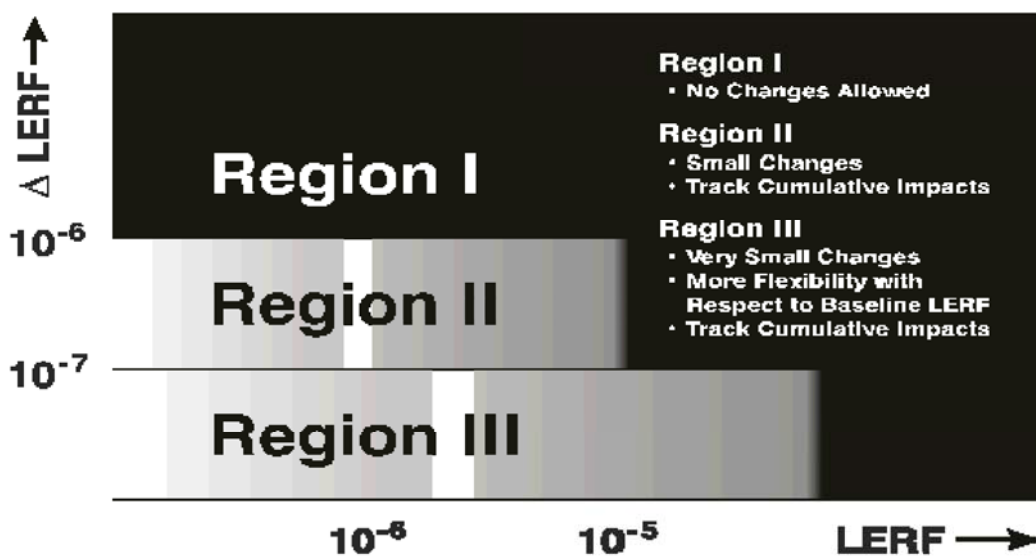 Δ LERF →
Region I
• No Changes Allowed
Region II
• Small Changes
• Track Cumulative Impacts
Region III
• Very Small Changes
• More Flexibility with
Respect to Baseline LERF
• Track Cumulative Impacts
Region I
10⁻⁶
Region II
10⁻⁷
Region III
10⁻⁶ 10⁻⁵ LERF →